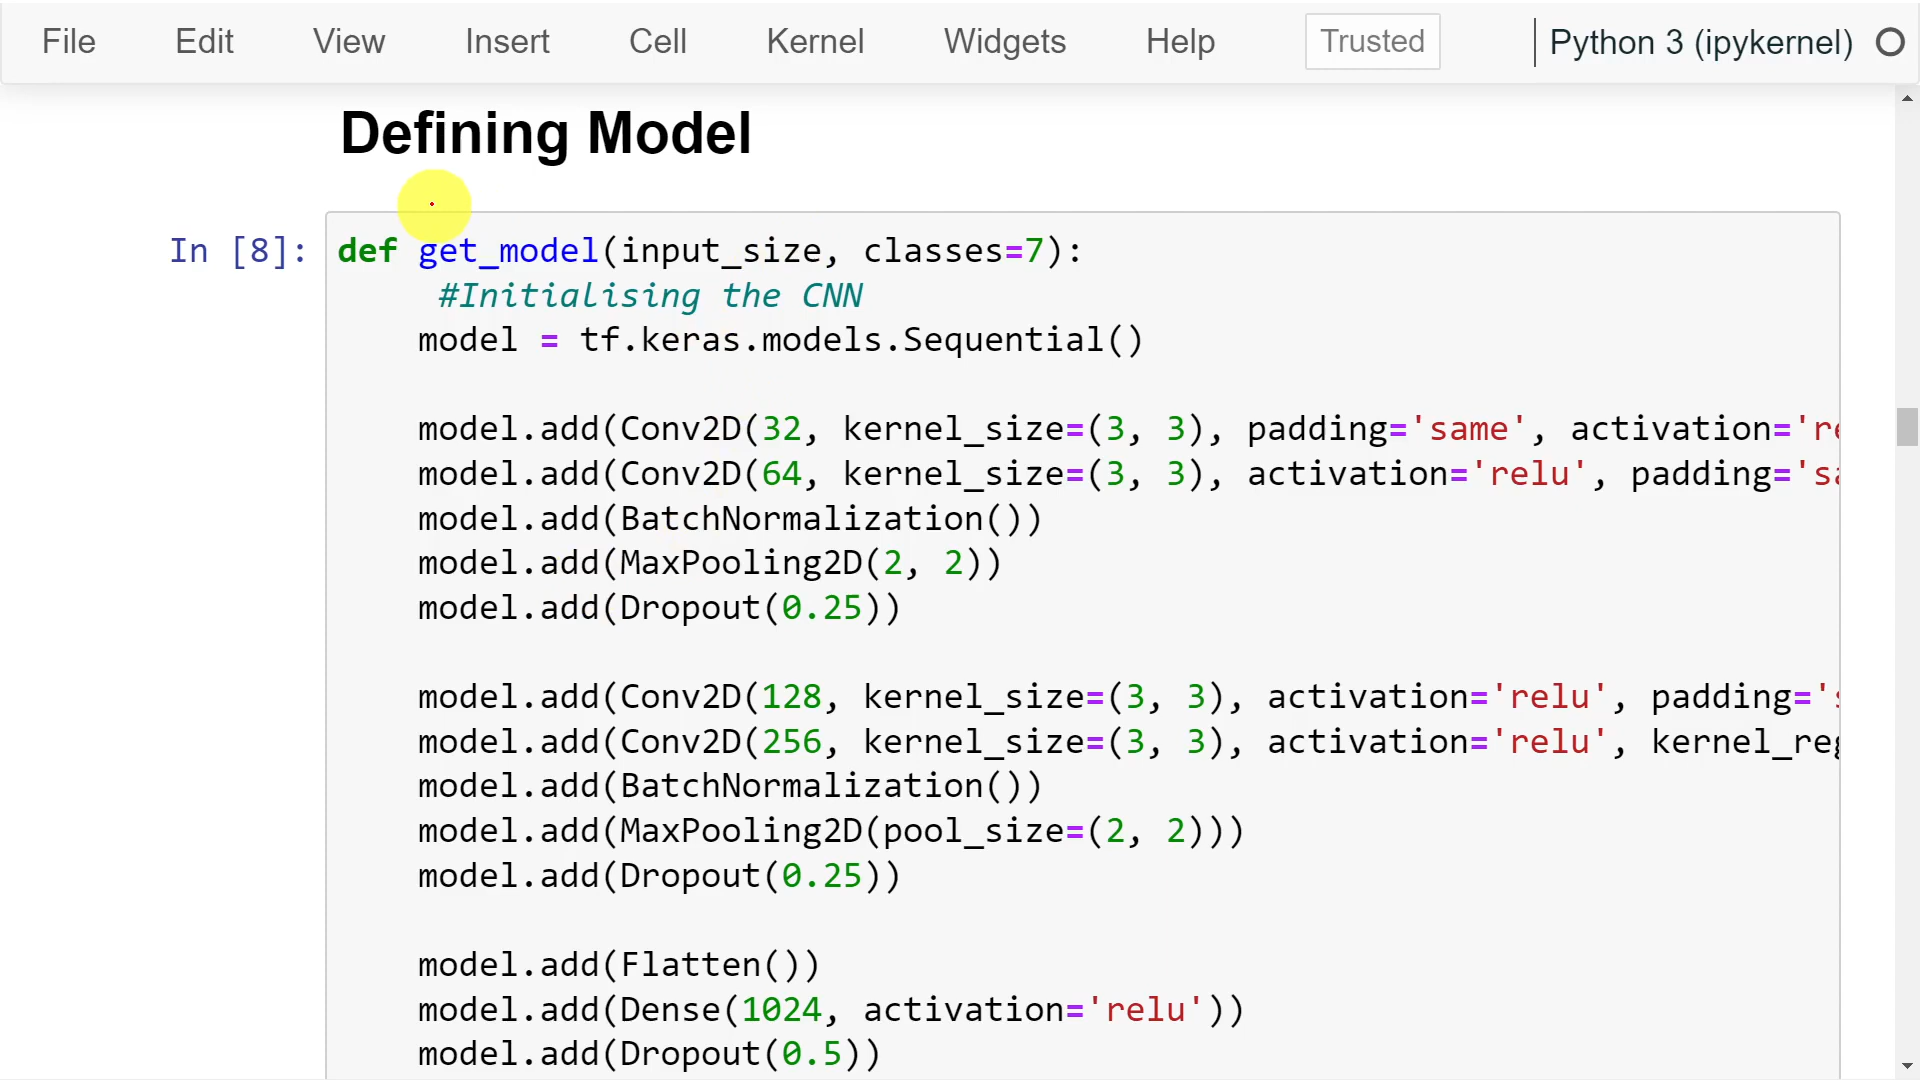 File Edit View Insert Cell Kernel Widgets Help Trusted Python 3 (ipykernel)
Defining Model
In [8]: def get_model(input_size, classes=7):
#Initialising the CNN
model = tf.keras.models.Sequential()
model.add(Conv2D(32, kernel_size=(3, 3), padding='same', activation='re
model.add(Conv2D(64, kernel_size=(3, 3), activation='relu', padding='sa
model.add(BatchNormalization())
model.add(MaxPooling2D(2, 2))
model.add(Dropout(0.25))
model.add(Conv2D(128, kernel_size=(3, 3), activation='relu', padding='s
model.add(Conv2D(256, kernel_size=(3, 3), activation='relu', kernel_reg
model.add(BatchNormalization())
model.add(MaxPooling2D(pool_size=(2, 2)))
model.add(Dropout(0.25))
model.add(Flatten())
model.add(Dense(1024, activation='relu'))
model.add(Dropout(0.5))